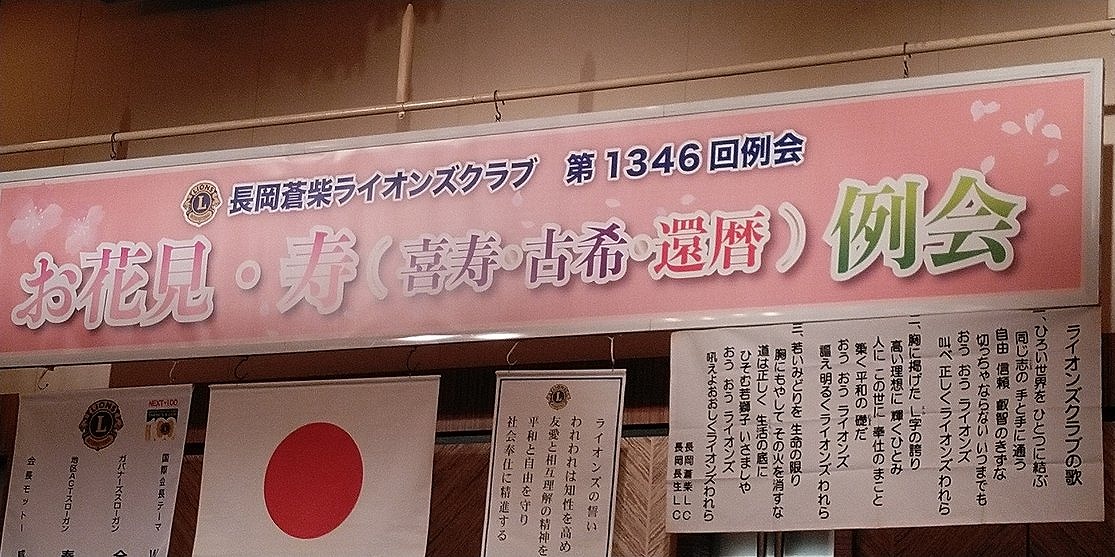 長岡蒼柴ライオンズクラブ 第1346回例会
お花見・寿(喜寿・古希・還暦)例会
ライオンズクラブの歌
一、ひろい世界を ひとつに結ぶ
同じ志の 手と手に通う
自由 信頼 叡智のきずな
切っちゃならない いつまでも
おう おう ライオンズ
叫べ 正しく ライオンズ われら
二、胸に掲げた L字の誇り
高い理想に 輝くひとみ
人に この世に 奉仕のまこと
築く 平和の 礎だ
おう おう ライオンズ
謳え 明るく ライオンズ われら
三、若いみどりを 生命の限り
胸にもやして その火を消すな
道は正しく 生活の底に
ひそむ若獅子 いさましや
おう おう ライオンズ
吼えよ おおしく ライオンズ われら
長岡蒼柴LC
長岡長生LC
ライオンズの誓い
われわれは知性を高め
友愛と相互理解の精神を
平和と自由を守り
社会奉仕に精進する
LIONS
L
NEXT+100
国際会長テーマ W
ガバナーズスローガン
地区GAスローガン
会長モットー